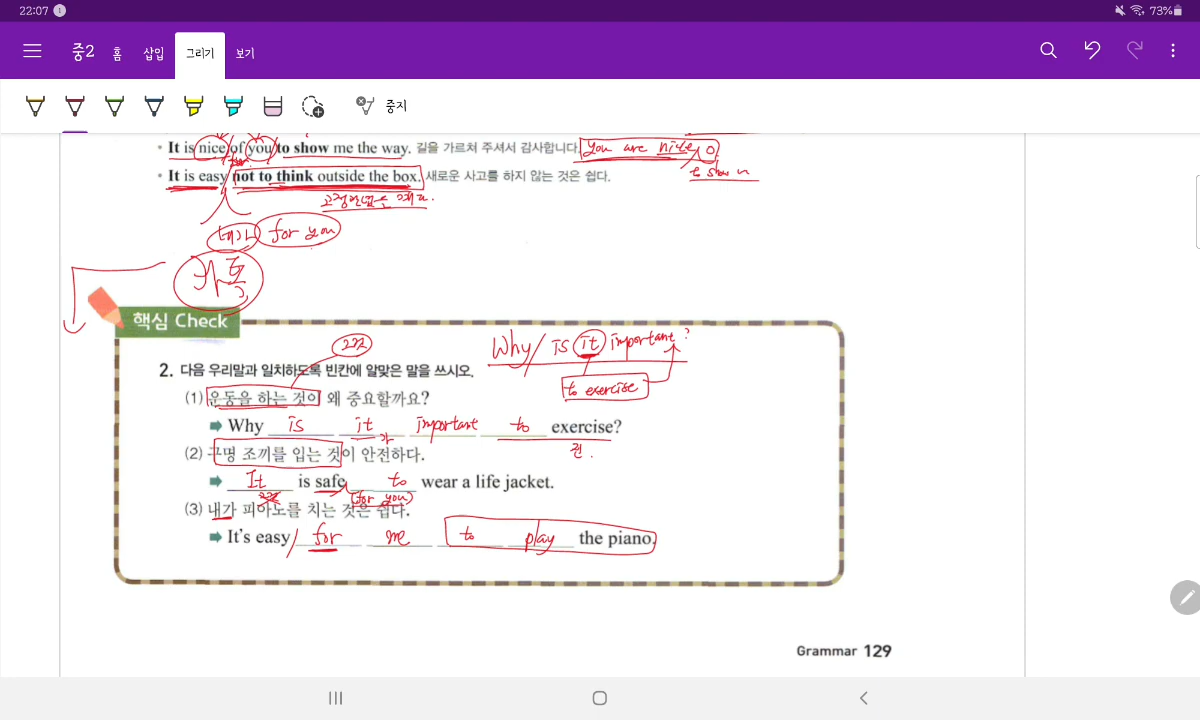 22:07
73%
중2 홈 삽입 그리기 보기
중지
• It is nice of you to show me the way. 길을 가르쳐 주셔서 감사합니다. you are nice
to show
• It is easy not to think outside the box. 새로운 사고를 하지 않는 것은 쉽다.
네가 for you
가목
핵심 Check
Why / is it important?
to exercise
2. 다음 우리말과 일치하도록 빈칸에 알맞은 말을 쓰시오.
(1) 운동을 하는 것이 왜 중요할까요?
➡ Why is it important to exercise?
가
(2) 구명 조끼를 입는 것이 안전하다.
➡ It is safe to wear a life jacket.
(for you)
(3) 내가 피아노를 치는 것은 쉽다.
➡ It's easy / for me to play the piano.
Grammar 129